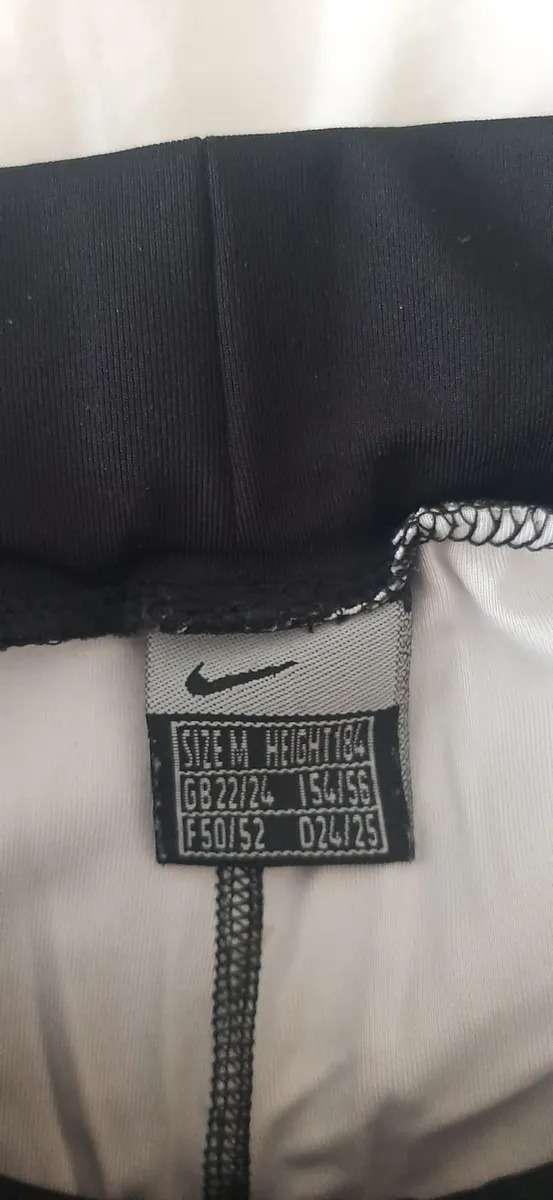 SIZE M HEIGHT 184
GB 22/24 I 54/56
F 50/52 D 24/25